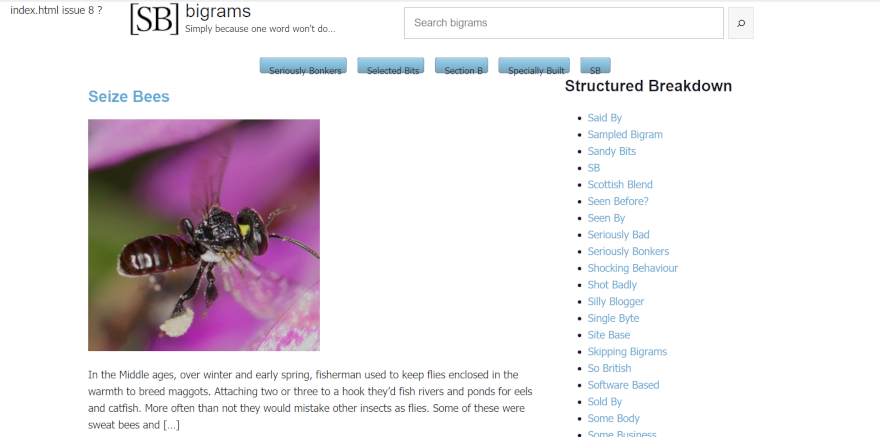 index.html issue 8 ?
[SB]
bigrams
Simply because one word won't do...
Search bigrams
Seriously Bonkers
Selected Bits
Section B
Specially Built
SB
Seize Bees
In the Middle ages, over winter and early spring, fisherman used to keep flies enclosed in the
warmth to breed maggots. Attaching two or three to a hook they'd fish rivers and ponds for eels
and catfish. More often than not they would mistake other insects as flies. Some of these were
sweat bees and [...]
Structured Breakdown
Said By
Sampled Bigram
Sandy Bits
SB
Scottish Blend
Seen Before?
Seen By
Seriously Bad
Seriously Bonkers
Shocking Behaviour
Shot Badly
Silly Blogger
Single Byte
Site Base
Skipping Bigrams
So British
Software Based
Sold By
Some Body
Some Business